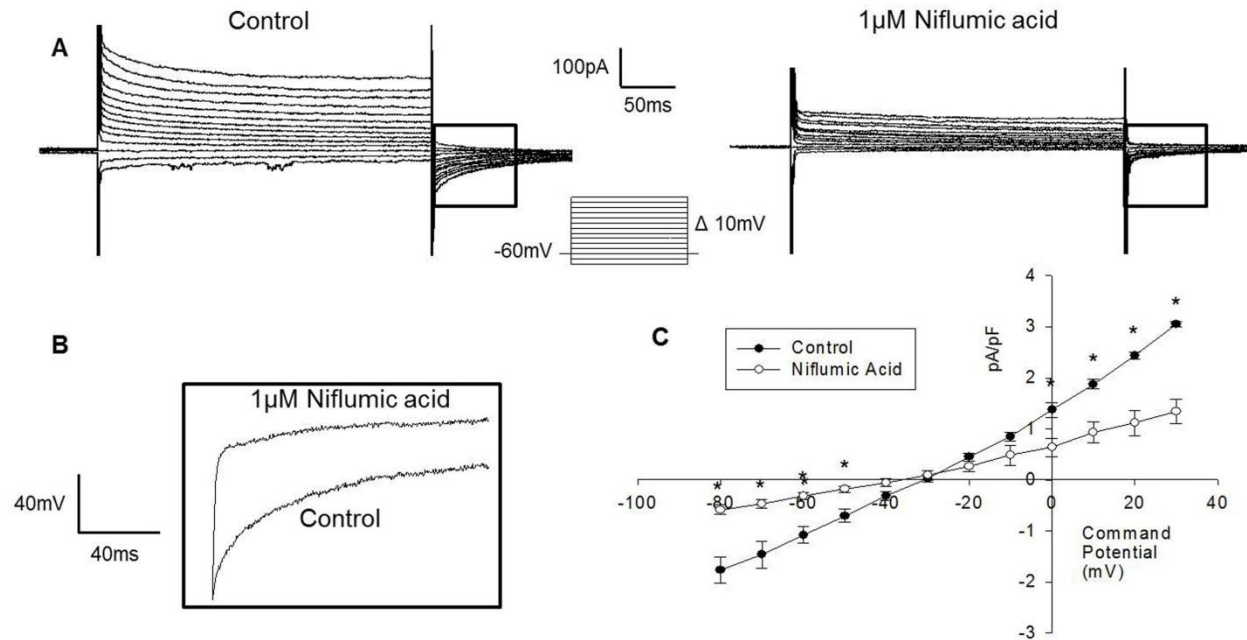 A
Control
1µM Niflumic acid
100pA
50ms
-60mV
Δ 10mV
B
1µM Niflumic acid
Control
40mV
40ms
C
Control
Niflumic Acid
pA/pF
4
3
2
1
0
-1
-2
-3
-100
-80
-60
-40
-20
0
20
40
Command
Potential
(mV)
*
*
*
*
*
*
*
*